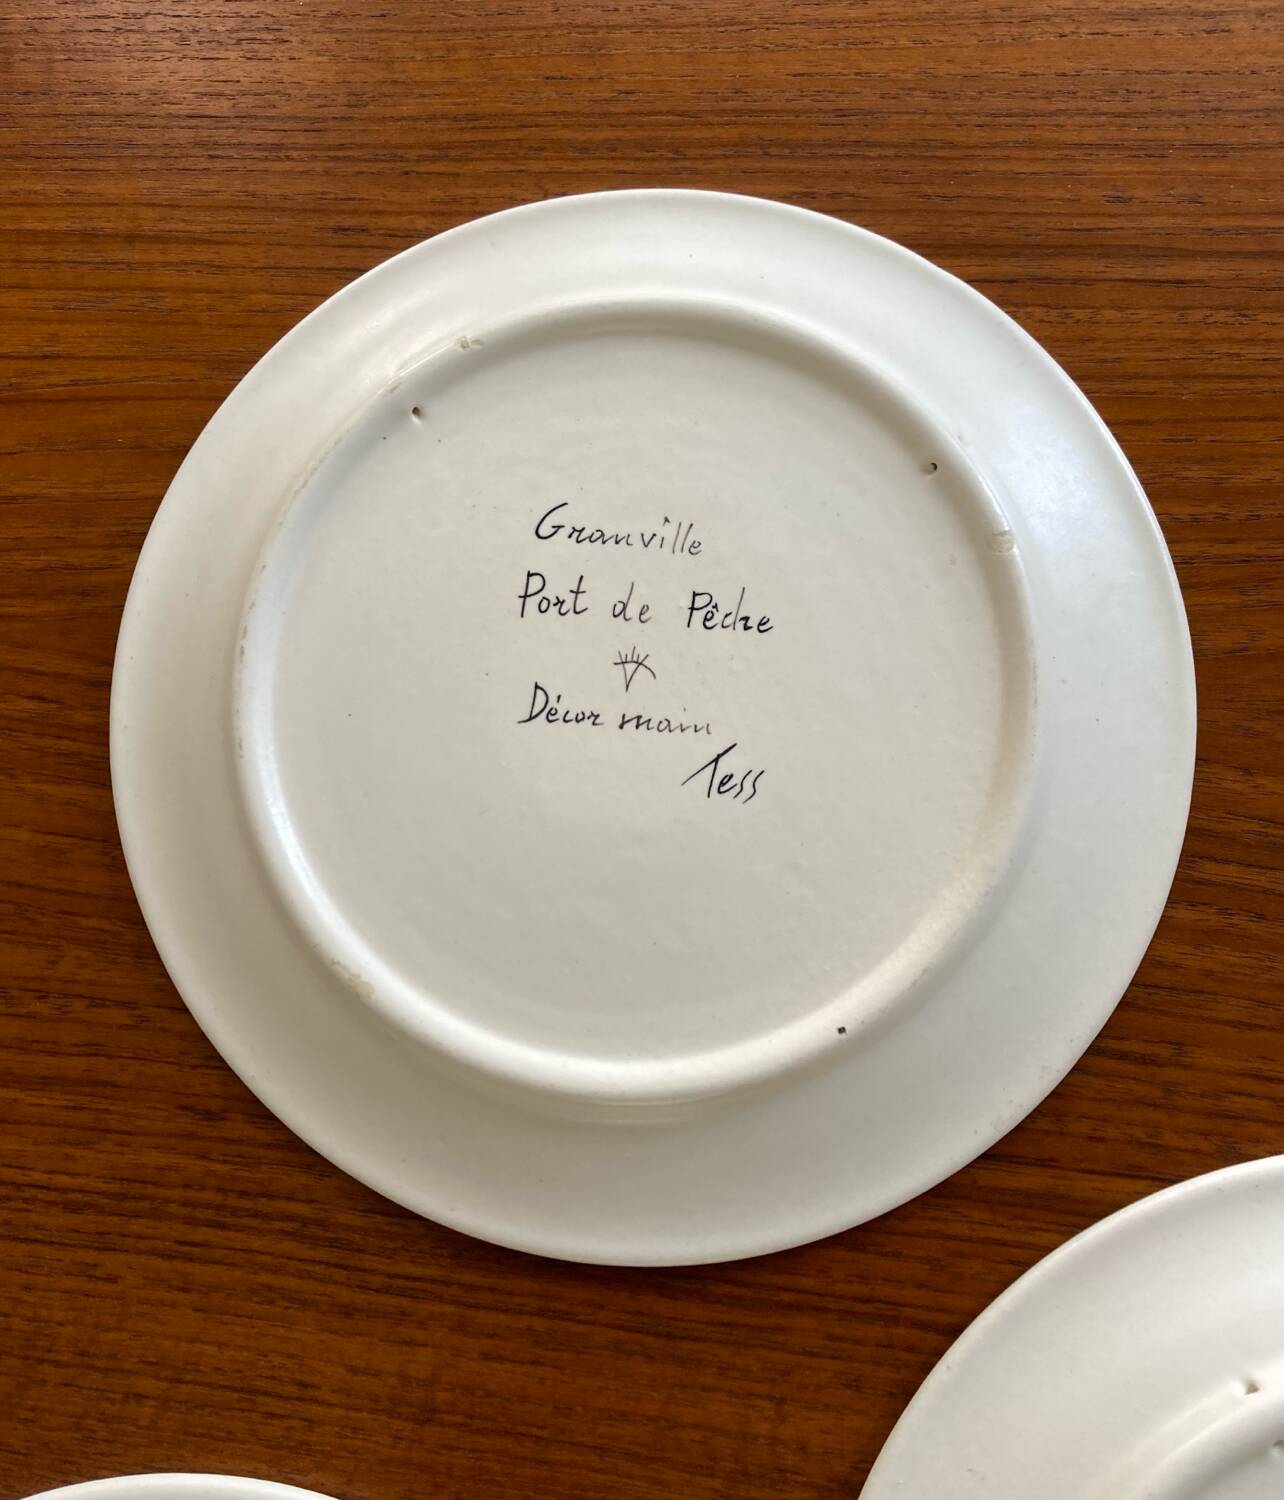 Granville
Port de Pêche
Décor main
Tess